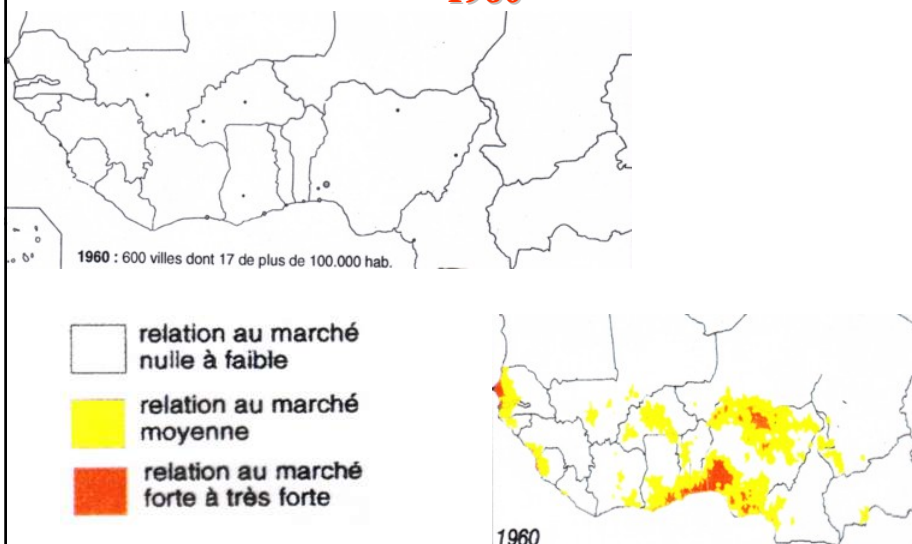 1960 : 600 villes dont 17 de plus de 100.000 hab.
relation au marché
nulle à faible
relation au marché
moyenne
relation au marché
forte à très forte
1960